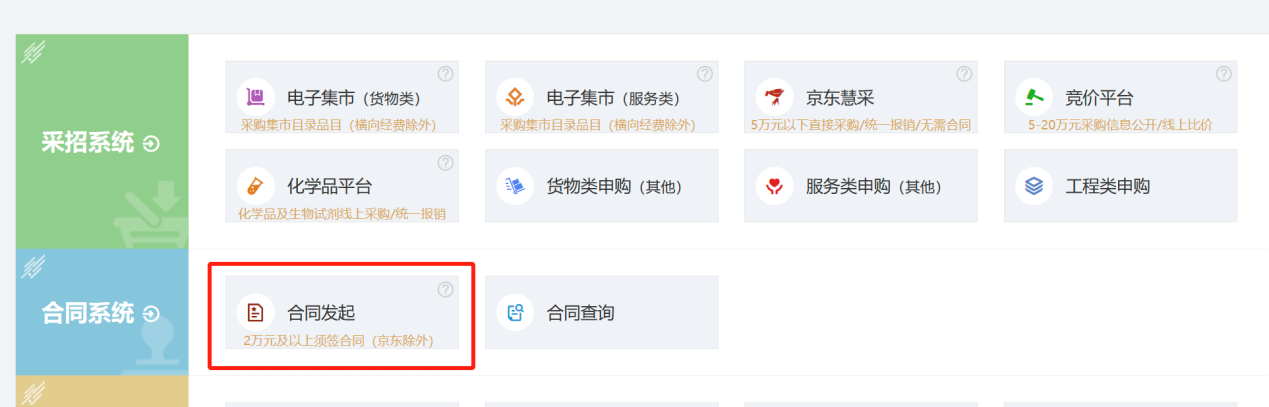 采招系统
电子集市（货物类）
采购集市目录品目（横向经费除外）
电子集市（服务类）
采购集市目录品目（横向经费除外）
京东慧采
5万元以下直接采购/统一报销/无需合同
竞价平台
5-20万元采购信息公开/线上比价
化学品平台
化学品及生物试剂线上采购/统一报销
货物类申购（其他）
服务类申购（其他）
工程类申购
合同系统
合同发起
2万元及以上须签合同（京东除外）
合同查询